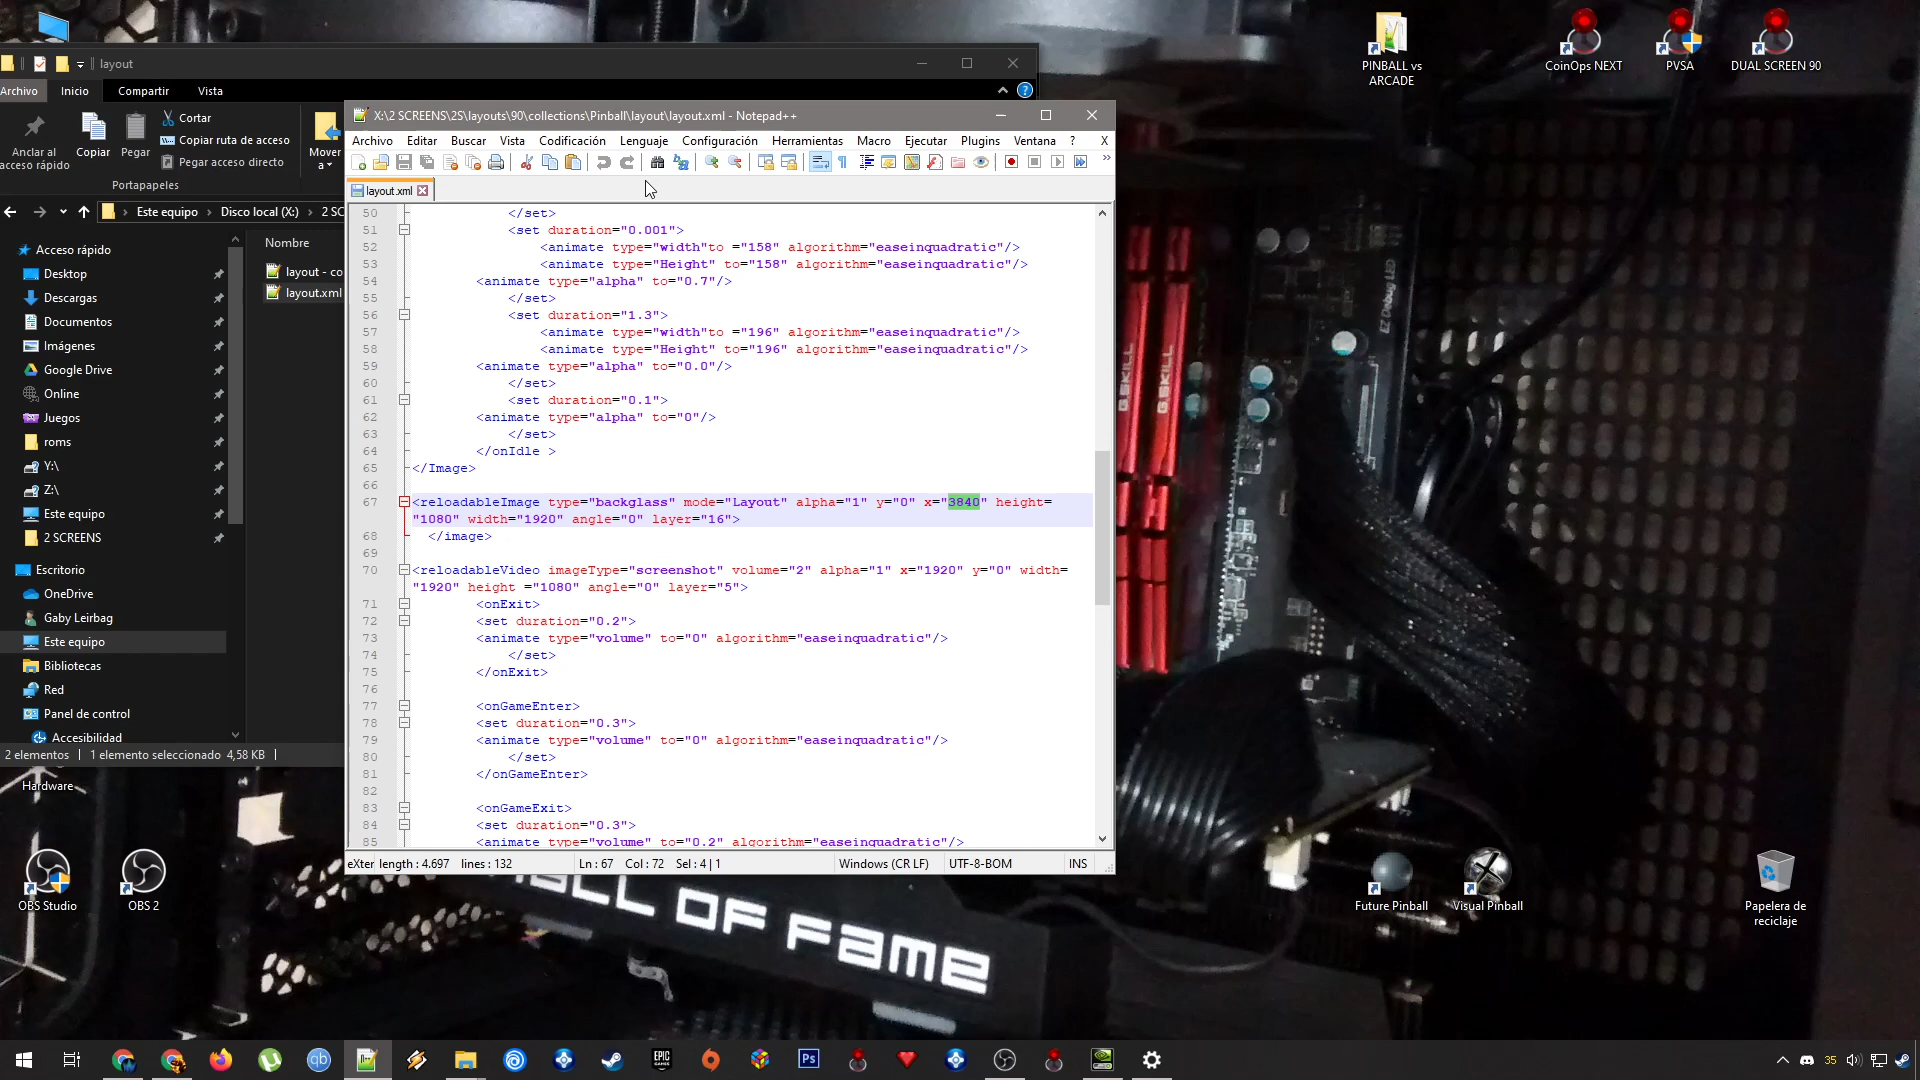 layout
Archivo
Inicio
Compartir
Vista
Anclar al
acceso rápido
Copiar
Pegar
Cortar
Copiar ruta de acceso
Pegar acceso directo
Mover
a
Portapapeles
Este equipo
Disco local (X:)
2 SC
Acceso rápido
Desktop
Descargas
Documentos
Imágenes
Google Drive
Online
Juegos
roms
Y:\
Z:\
Este equipo
2 SCREENS
Escritorio
OneDrive
Gaby Leirbag
Este equipo
Bibliotecas
Red
Panel de control
Accesibilidad
Nombre
layout - co
layout.xml
2 elementos
1 elemento seleccionado 4,58 KB
X:\2 SCREENS\2S\layouts\90\collections\Pinball\layout\layout.xml - Notepad++
Archivo Editar Buscar Vista Codificación Lenguaje Configuración Herramientas Macro Ejecutar Plugins Ventana ? X
layout.xml
50 </set>
51 <set duration="0.001">
52 <animate type="width"to ="158" algorithm="easeinquadratic"/>
53 <animate type="Height" to="158" algorithm="easeinquadratic"/>
54 <animate type="alpha" to="0.7"/>
55 </set>
56 <set duration="1.3">
57 <animate type="width"to ="196" algorithm="easeinquadratic"/>
58 <animate type="Height" to="196" algorithm="easeinquadratic"/>
59 <animate type="alpha" to="0.0"/>
60 </set>
61 <set duration="0.1">
62 <animate type="alpha" to="0"/>
63 </set>
64 </onIdle >
65 </Image>
66
67 <reloadableImage type="backglass" mode="Layout" alpha="1" y="0" x="3840" height=
"1080" width="1920" angle="0" layer="16">
68 </image>
69
70 <reloadableVideo imageType="screenshot" volume="2" alpha="1" x="1920" y="0" width=
"1920" height ="1080" angle="0" layer="5">
71 <onExit>
72 <set duration="0.2">
73 <animate type="volume" to="0" algorithm="easeinquadratic"/>
74 </set>
75 </onExit>
76
77 <onGameEnter>
78 <set duration="0.3">
79 <animate type="volume" to="0" algorithm="easeinquadratic"/>
80 </set>
81 </onGameEnter>
82
83 <onGameExit>
84 <set duration="0.3">
85 <animate type="volume" to="0.2" algorithm="easeinquadratic"/>
eXter length : 4.697 lines : 132
Ln : 67 Col : 72 Sel : 4 | 1
Windows (CR LF)
UTF-8-BOM
INS
PINBALL vs
ARCADE
CoinOps NEXT
PVSA
DUAL SCREEN 90
G.SKILL
G.SKILL
EZ Debug LED
Hardware
OBS Studio
OBS 2
Future Pinball
Visual Pinball
Papelera de
reciclaje
ALL OF FAME
EPIC
GAMES
Ps
35